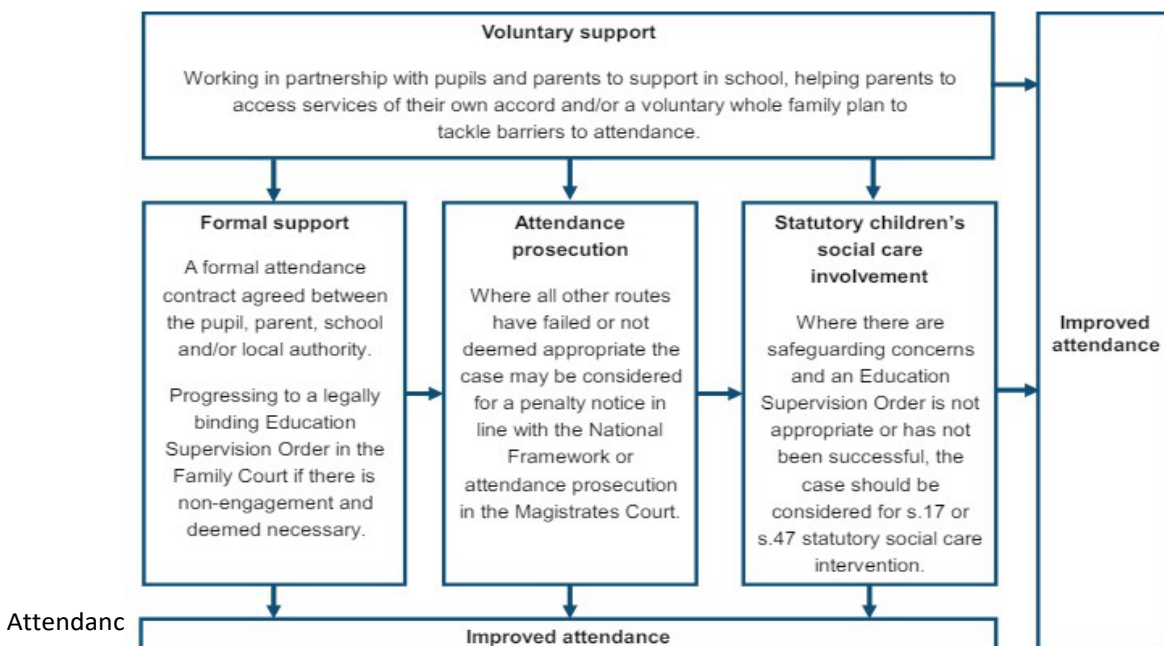 Voluntary support
Working in partnership with pupils and parents to support in school, helping parents to
access services of their own accord and/or a voluntary whole family plan to
tackle barriers to attendance.
Formal support
A formal attendance
contract agreed between
the pupil, parent, school
and/or local authority.
Progressing to a legally
binding Education
Supervision Order in the
Family Court if there is
non-engagement and
deemed necessary.
Attendance
prosecution
Where all other routes
have failed or not
deemed appropriate the
case may be considered
for a penalty notice in
line with the National
Framework or
attendance prosecution
in the Magistrates Court.
Statutory children's
social care
involvement
Where there are
safeguarding concerns
and an Education
Supervision Order is not
appropriate or has not
been successful, the
case should be
considered for s.17 or
s.47 statutory social care
intervention.
Improved
attendance
Attendanc
Improved attendance